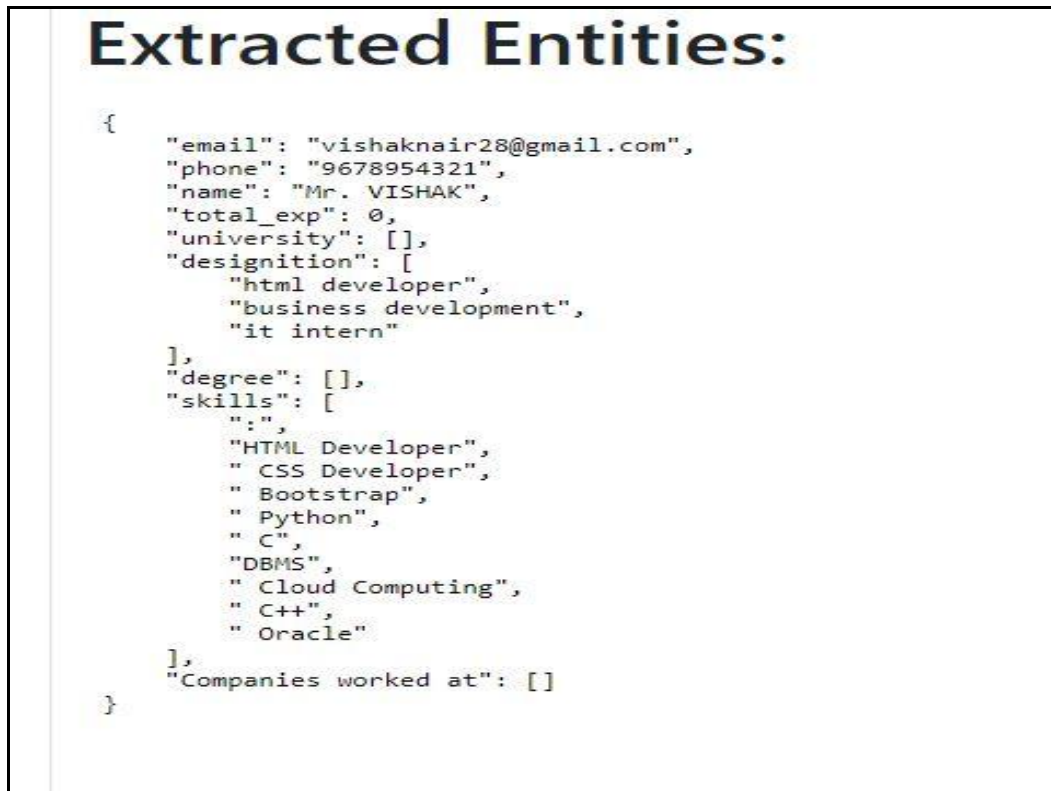 Extracted Entities:
{
"email": "vishaknair28@gmail.com",
"phone": "9678954321",
"name": "Mr. VISHAK",
"total_exp": 0,
"university": [],
"designition": [
"html developer",
"business development",
"it intern"
],
"degree": [],
"skills": [
":",
"HTML Developer",
" CSS Developer",
" Bootstrap",
" Python",
" C",
"DBMS",
" Cloud Computing",
" C++",
" Oracle"
],
"Companies worked at": []
}